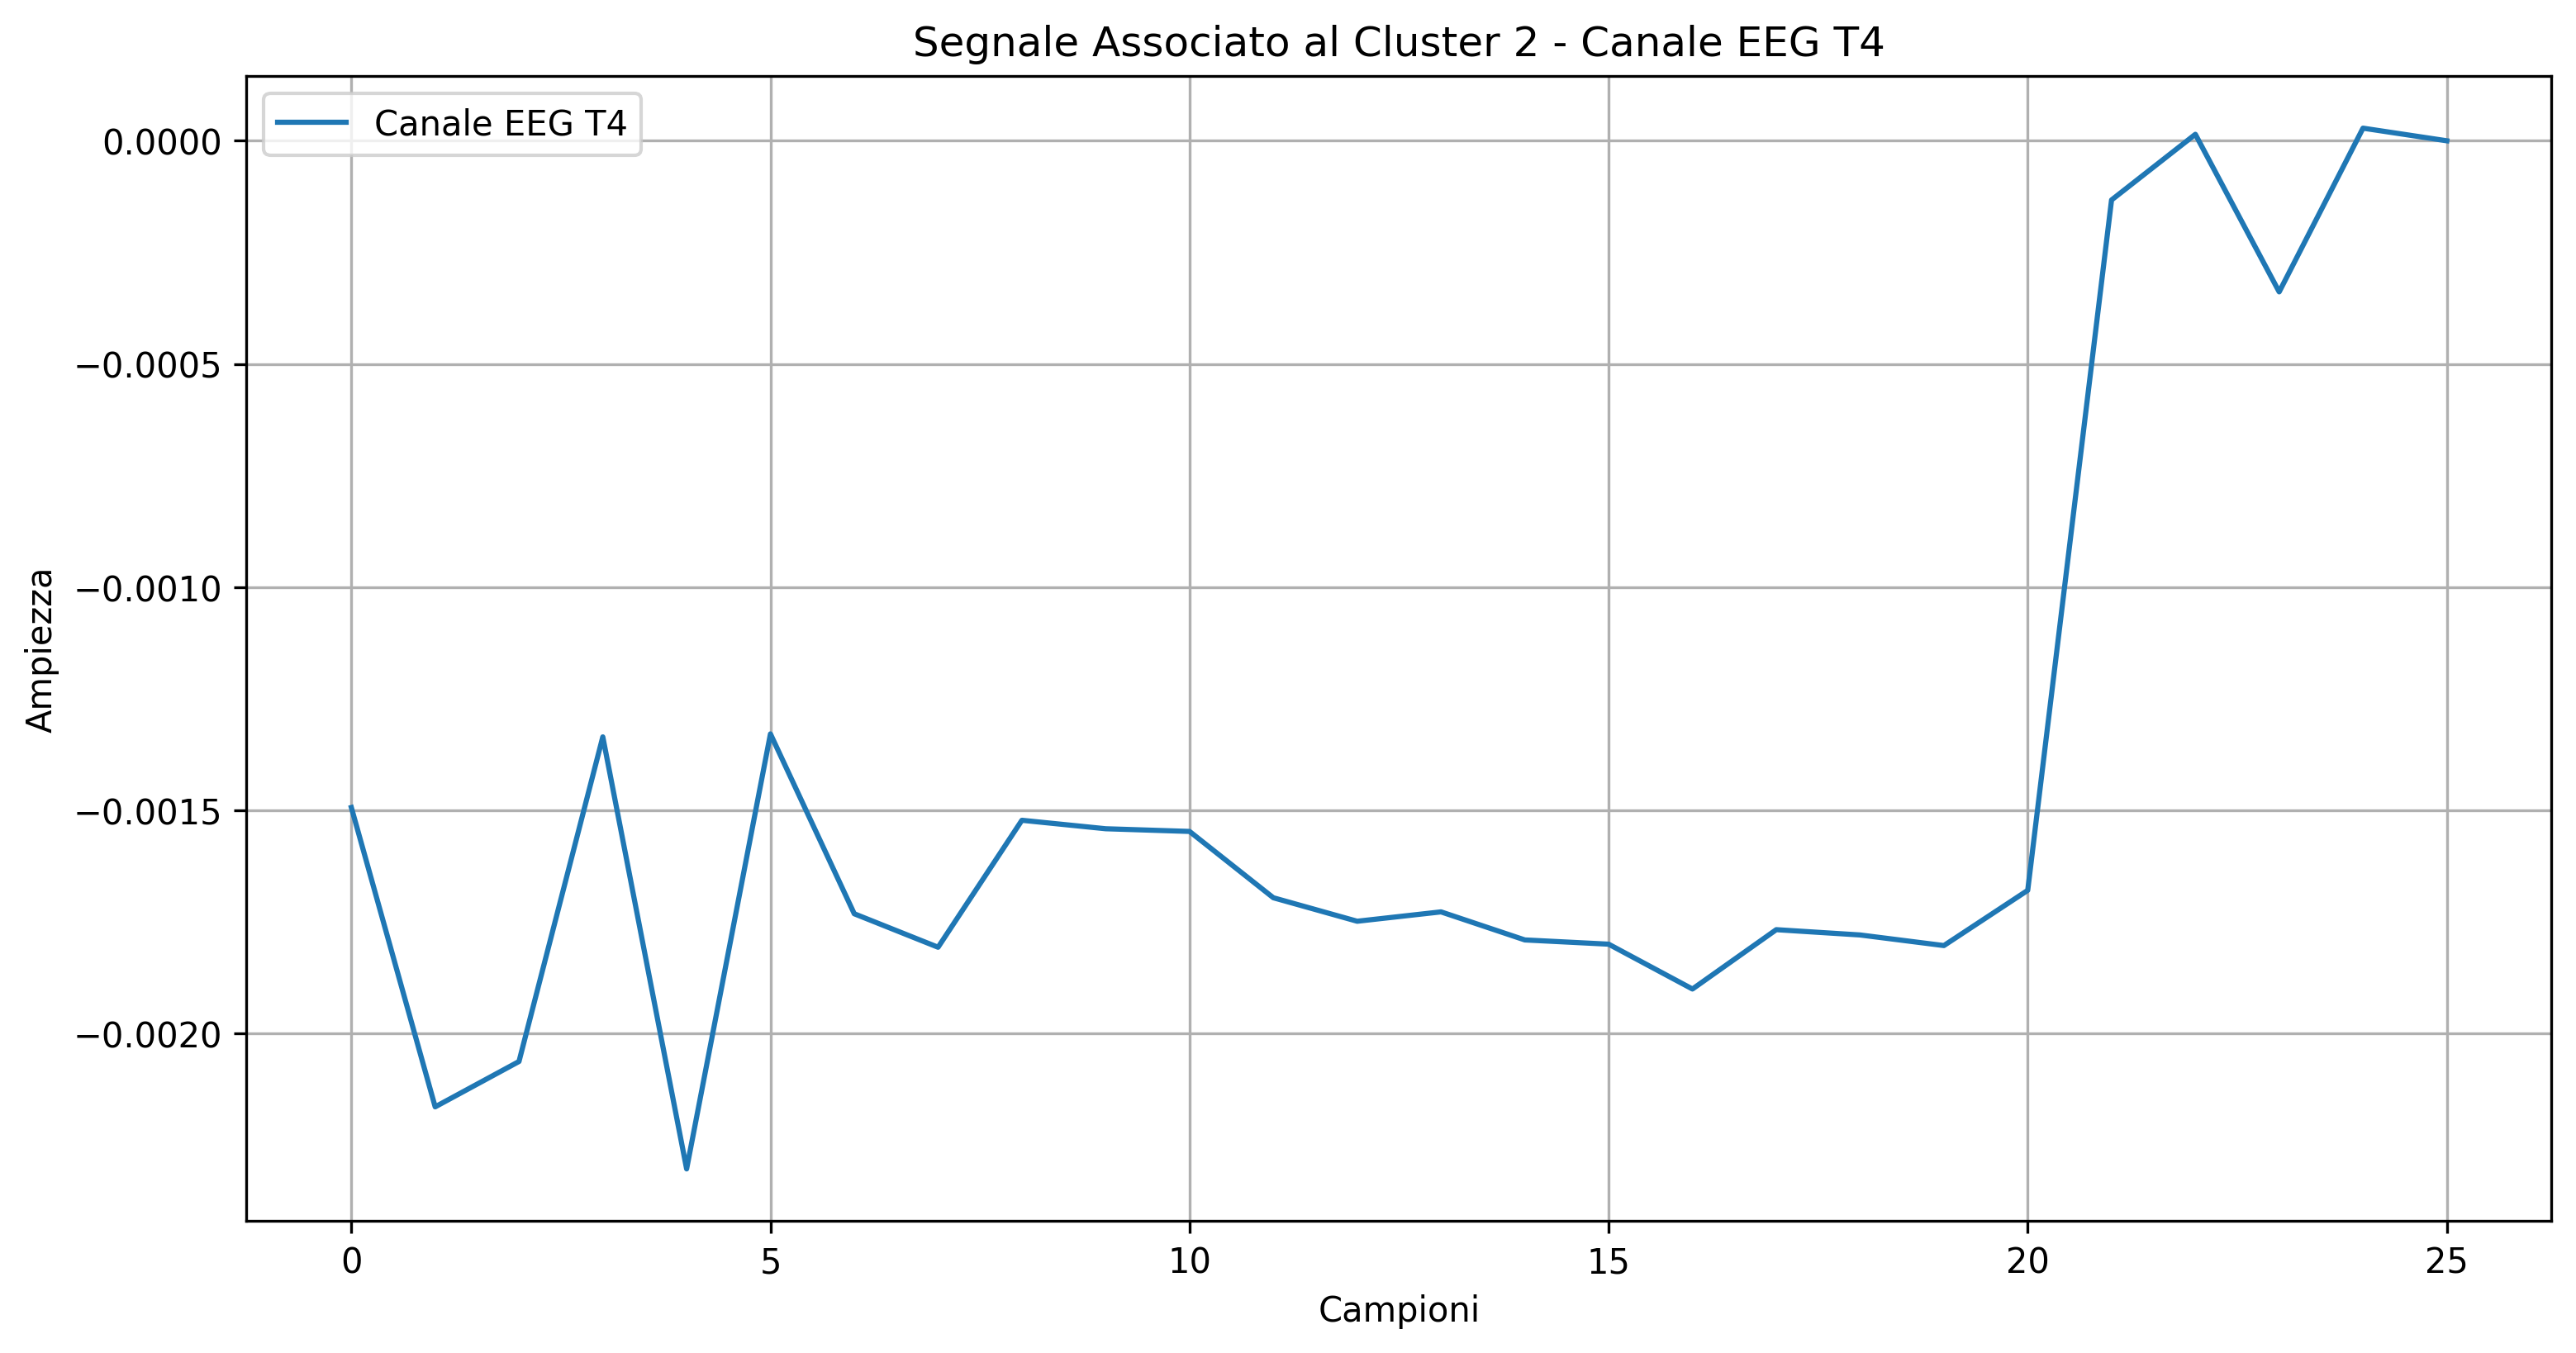 Segnale Associato al Cluster 2 - Canale EEG T4
Canale EEG T4
0.0000
−0.0005
−0.0010
−0.0015
−0.0020
Ampiezza
0 5 10 15 20 25
Campioni